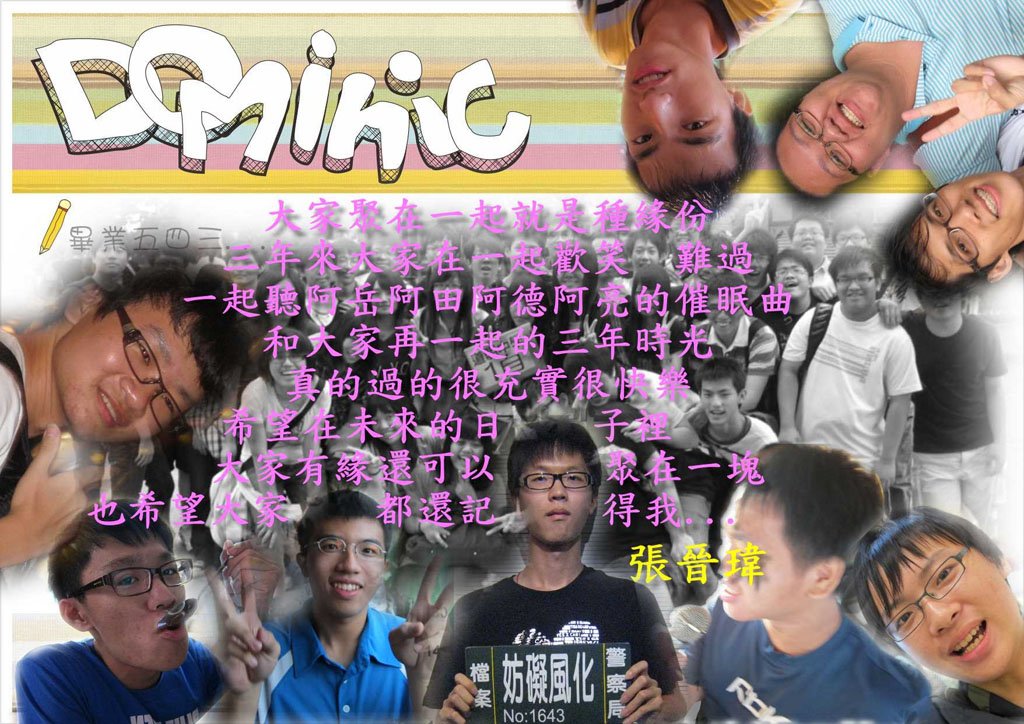 DOMiNiC
畢業五四三...
大家聚在一起就是種緣份
三年來大家在一起歡笑 難過
一起聽阿岳阿田阿德阿亮的催眠曲
和大家再一起的三年時光
真的過的很充實很快樂
希望在未來的日 子裡
大家有緣還可以 聚在一塊
也希望大家 都還記 得我...
張晉瑋
檔案 妨礙風化 警察局
No:1643